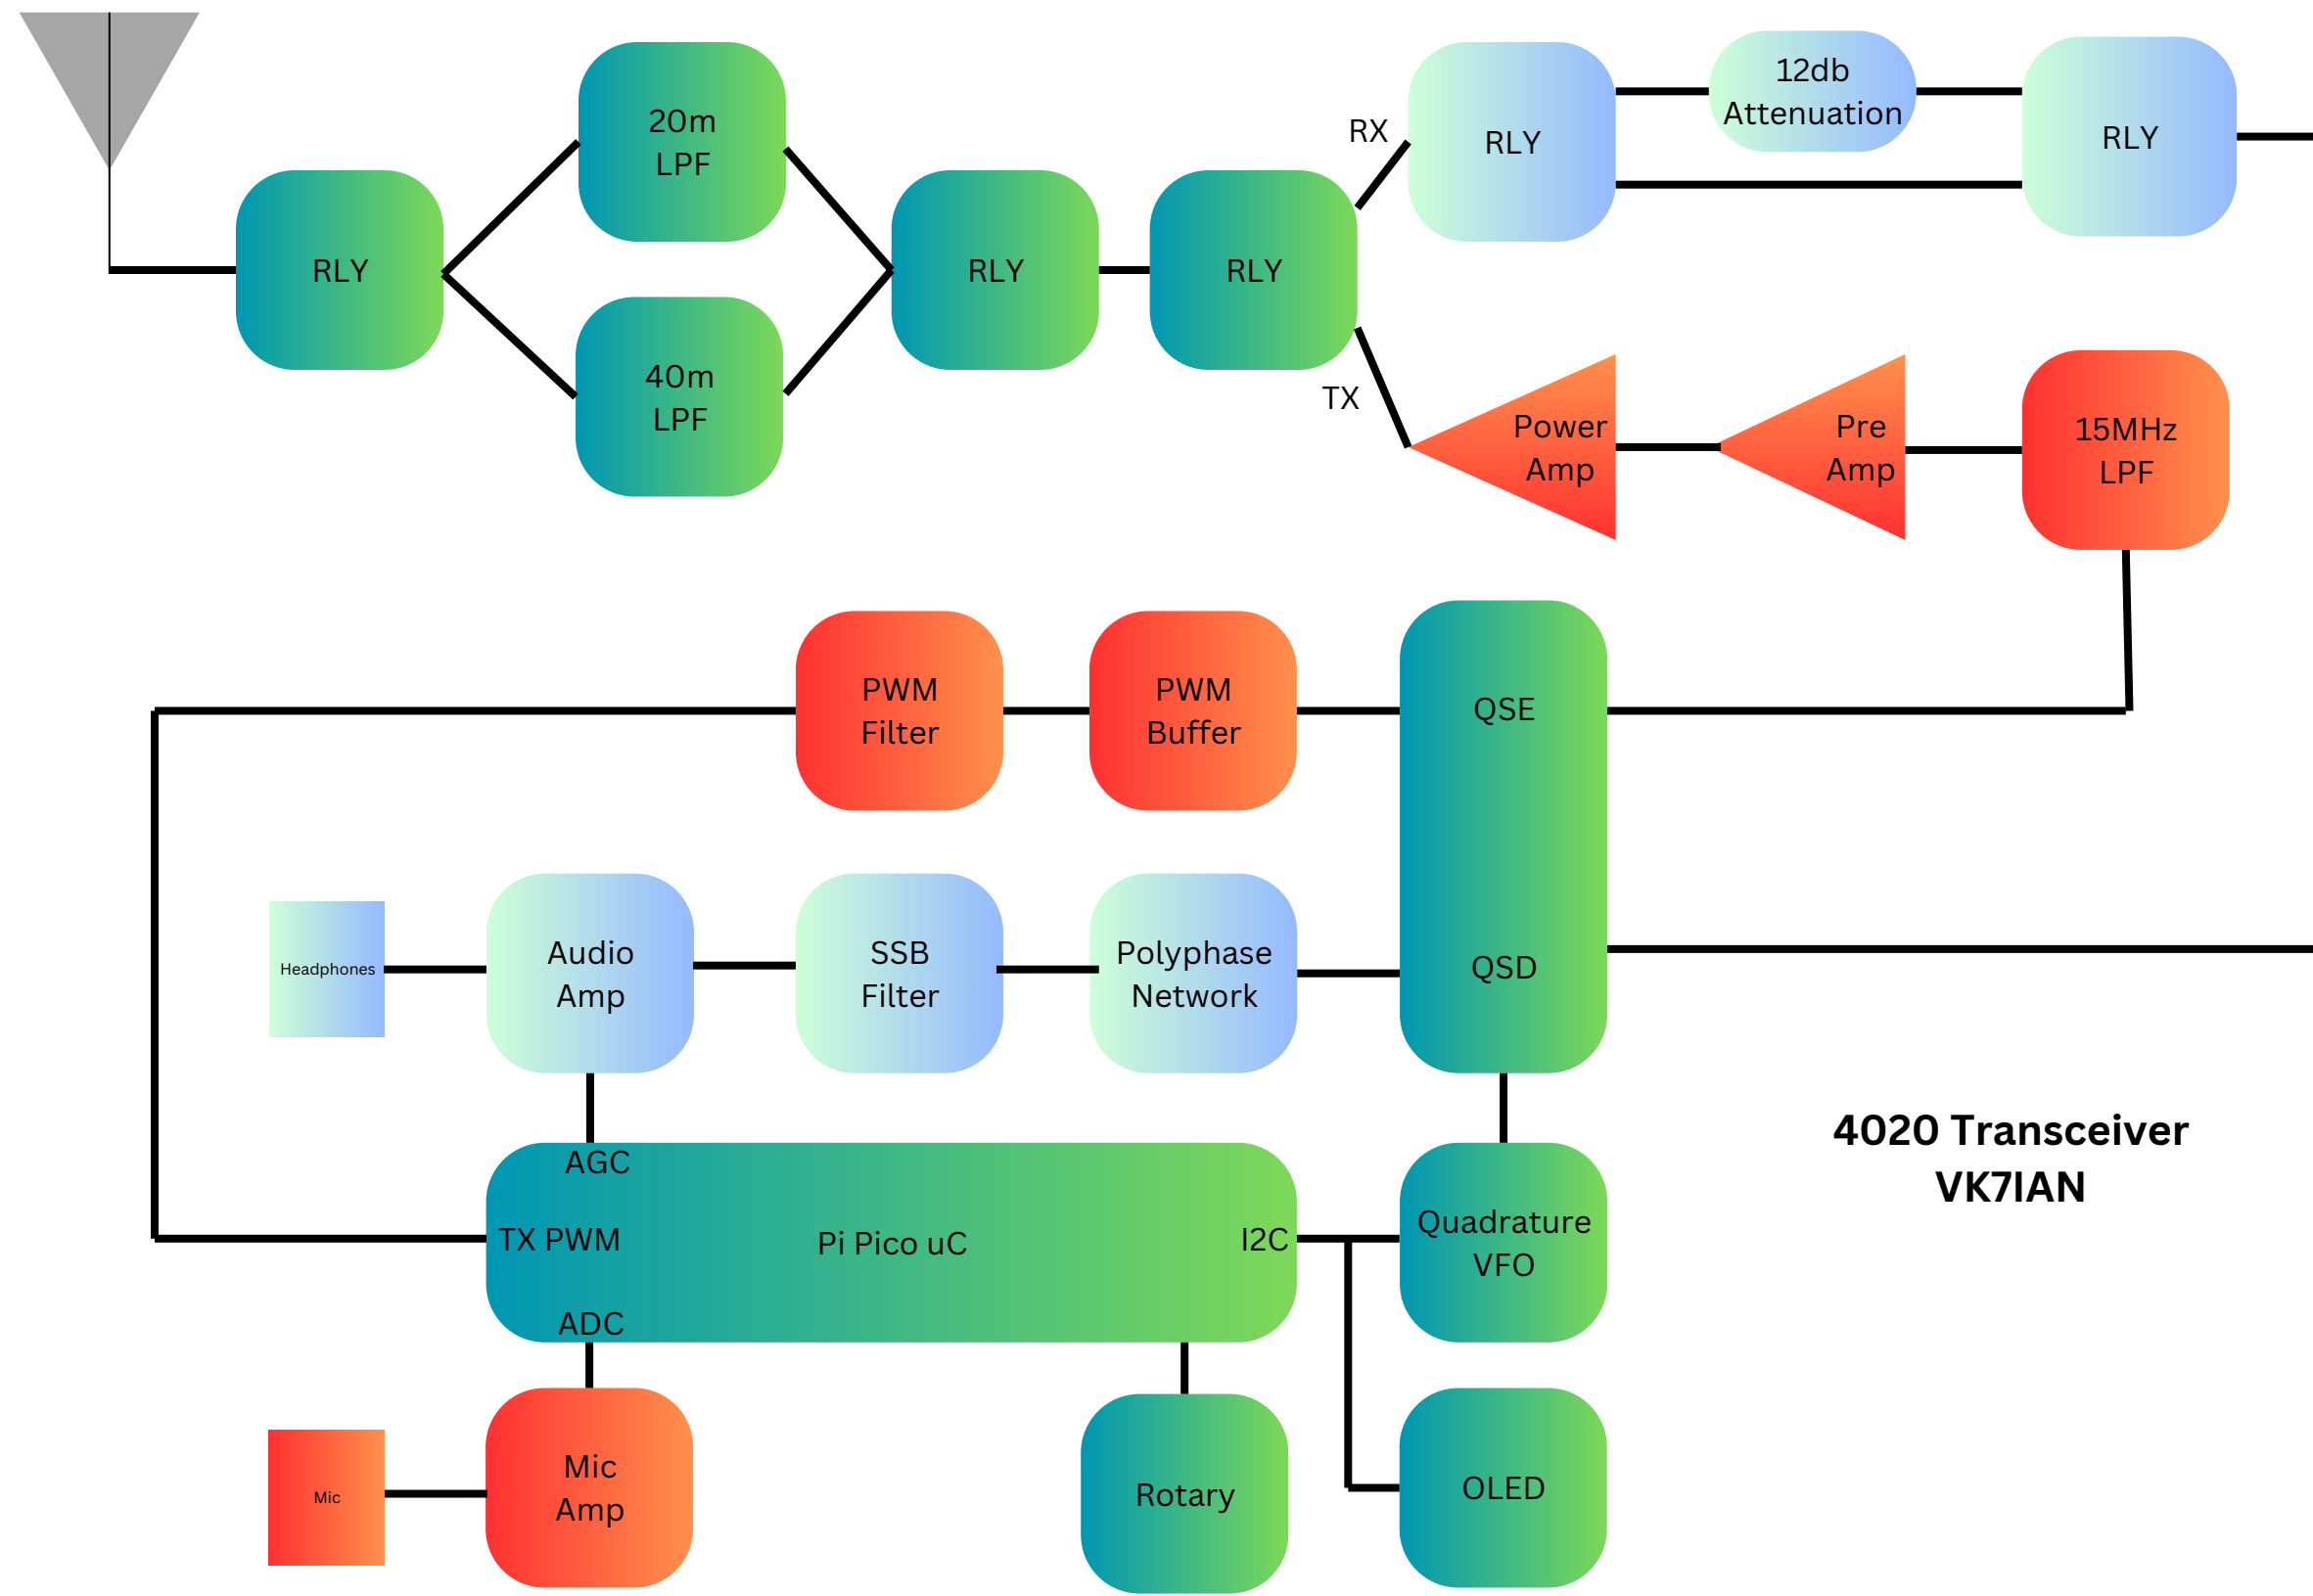 20m
LPF
RLY
40m
LPF
RLY
RLY
RX
TX
RLY
12db
Attenuation
RLY
Power
Amp
Pre
Amp
15MHz
LPF
PWM
Filter
PWM
Buffer
QSE
QSD
Headphones
Audio
Amp
SSB
Filter
Polyphase
Network
AGC
TX PWM
Pi Pico uC
I2C
ADC
Quadrature
VFO
4020 Transceiver
VK7IAN
Mic
Mic
Amp
Rotary
OLED